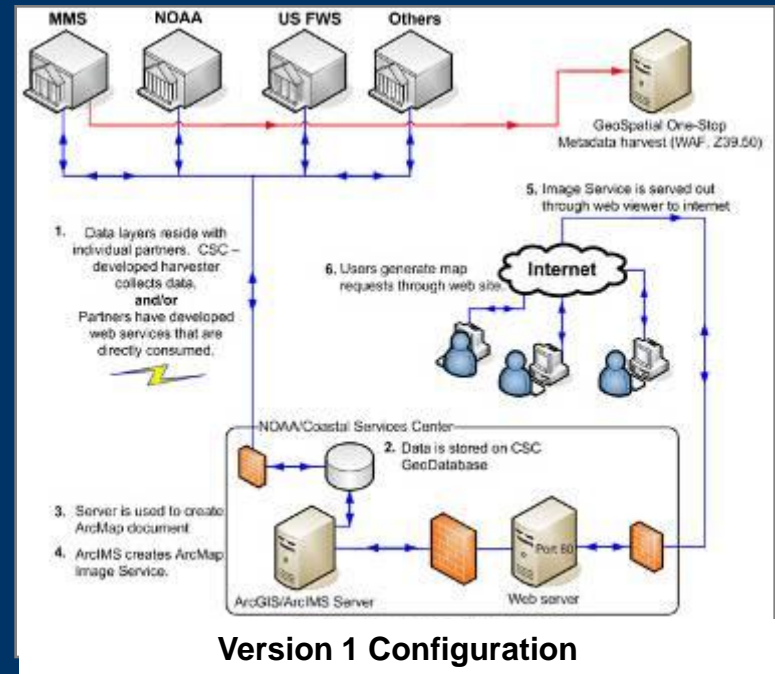 MMS NOAA US FWS Others
GeoSpatial One-Stop
Metadata harvest (WAF, Z39.50)
5. Image Service is served out
through web viewer to internet
1. Data layers reside with
individual partners. CSC –
developed harvester
collects data.
and/or
Partners have developed
web services that are
directly consumed.
6. Users generate map
requests through web site.
Internet
NOAA/Coastal Services Center
2. Data is stored on CSC
GeoDatabase
3. Server is used to create
ArcMap document
4. ArcIMS creates ArcMap
Image Service.
Port 80
ArcGIS/ArcIMS Server
Web server
Version 1 Configuration